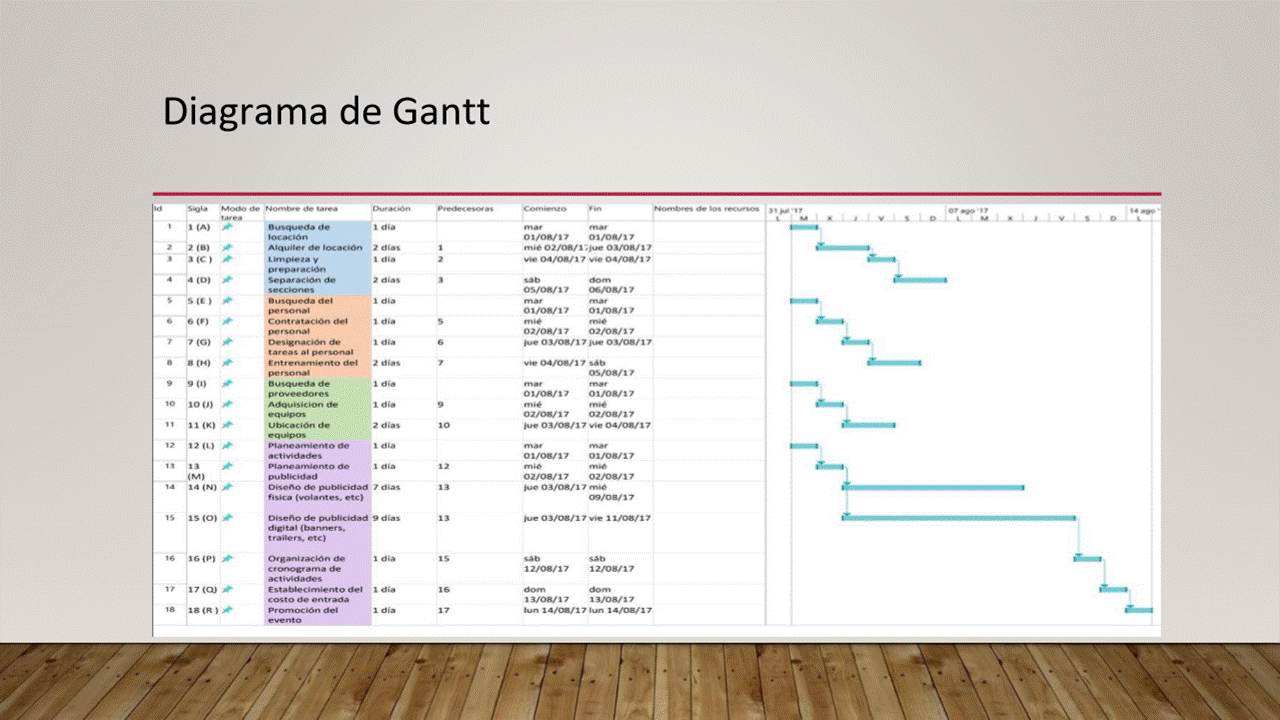 Diagrama de Gantt
Id Sigla Modo de tarea Nombre de tarea Duración Predecesoras Comienzo Fin Nombres de los recursos 31 jul '17 07 ago '17 14 ago '
L M X J V S D L M X J V S D L
1 1 (A) Busqueda de locación 1 día mar 01/08/17 mar 01/08/17
2 2 (B) Alquiler de locación 2 días 1 mié 02/08/17 jue 03/08/17
3 3 (C ) Limpieza y preparación 1 día 2 vie 04/08/17 vie 04/08/17
4 4 (D) Separación de secciones 2 días 3 sáb 05/08/17 dom 06/08/17
5 5 (E ) Busqueda del personal 1 día mar 01/08/17 mar 01/08/17
6 6 (F) Contratación del personal 1 día 5 mié 02/08/17 mié 02/08/17
7 7 (G) Designación de tareas al personal 1 día 6 jue 03/08/17 jue 03/08/17
8 8 (H) Entrenamiento del personal 2 días 7 vie 04/08/17 sáb 05/08/17
9 9 (I) Busqueda de proveedores 1 día mar 01/08/17 mar 01/08/17
10 10 (J) Adquisicion de equipos 1 día 9 mié 02/08/17 mié 02/08/17
11 11 (K) Ubicación de equipos 2 días 10 jue 03/08/17 vie 04/08/17
12 12 (L) Planeamiento de actividades 1 día mar 01/08/17 mar 01/08/17
13 13 (M) Planeamiento de publicidad 1 día 12 mié 02/08/17 mié 02/08/17
14 14 (N) Diseño de publicidad fisica (volantes, etc) 7 días 13 jue 03/08/17 mié 09/08/17
15 15 (O) Diseño de publicidad digital (banners, trailers, etc) 9 días 13 jue 03/08/17 vie 11/08/17
16 16 (P) Organización de cronograma de actividades 1 día 15 sáb 12/08/17 sáb 12/08/17
17 17 (Q) Establecimiento del costo de entrada 1 día 16 dom 13/08/17 dom 13/08/17
18 18 (R ) Promoción del evento 1 día 17 lun 14/08/17 lun 14/08/17